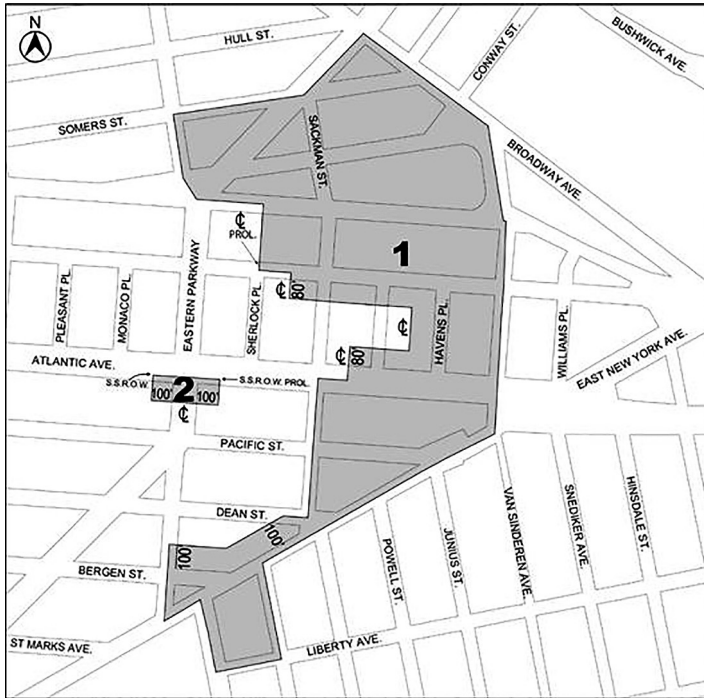 N
HULL ST.
CONWAY ST.
BUSHWICK AVE.
SOMERS ST.
SACKMAN ST.
BROADWAY AVE.
℄
PROL.
1
PLEASANT PL.
MONACO PL.
EASTERN PARKWAY
SHERLOCK PL.
℄
80'
℄
HAVENS PL.
WILLIAMS PL.
ATLANTIC AVE.
℄
80'
EAST NEW YORK AVE.
S.S.R.O.W.
2
S.S.R.O.W. PROL.
100'
100'
℄
PACIFIC ST.
DEAN ST.
100'
100'
BERGEN ST.
POWELL ST.
JUNIUS ST.
VAN SINDEREN AVE.
SNEDIKER AVE.
HINSDALE ST.
ST MARKS AVE.
LIBERTY AVE.